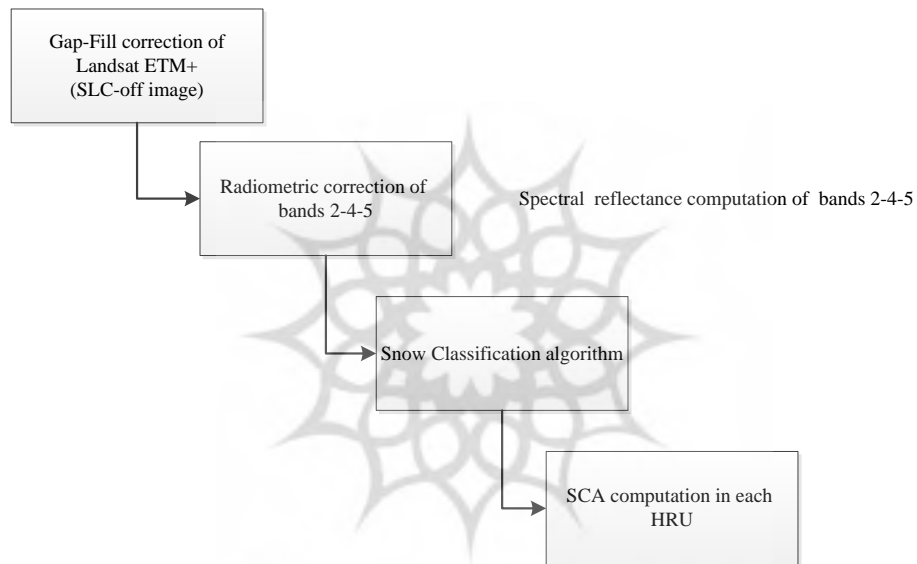 Gap-Fill correction of
Landsat ETM+
(SLC-off image)
Radiometric correction of
bands 2-4-5
Spectral reflectance computation of bands 2-4-5
Snow Classification algorithm
SCA computation in each
HRU